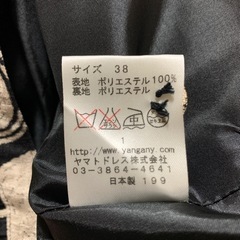 サイズ 38
表地 ポリエステル100%
裏地 ポリエステル
1
http://www.yangany.com
ヤマトドレス株式会社
03-3864-4641
日本製 199